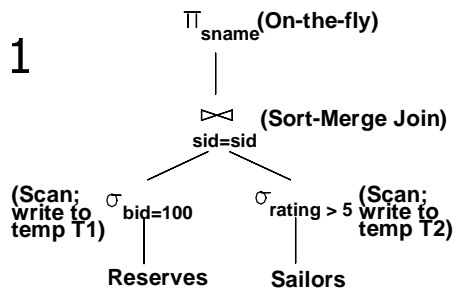 π sname (On-the-fly)
1
⋈ (Sort-Merge Join)
sid=sid
(Scan; write to temp T1) σ bid=100
σ rating > 5 (Scan; write to temp T2)
Reserves Sailors